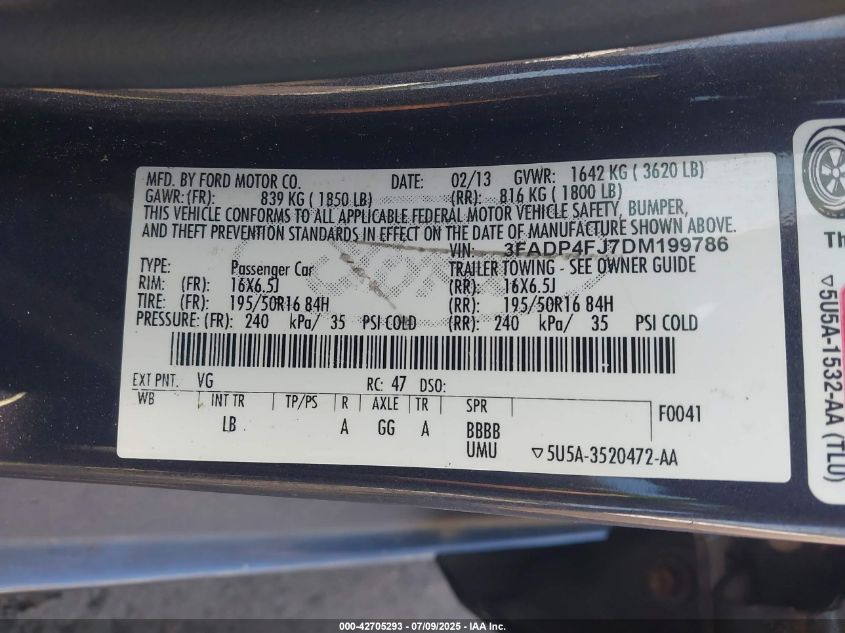 MFD. BY FORD MOTOR CO. DATE: 02/13 GVWR: 1642 KG ( 3620 LB)
GAWR: (FR): 839 KG ( 1850 LB) (RR): 816 KG ( 1800 LB)
THIS VEHICLE CONFORMS TO ALL APPLICABLE FEDERAL MOTOR VEHICLE SAFETY, BUMPER,
AND THEFT PREVENTION STANDARDS IN EFFECT ON THE DATE OF MANUFACTURE SHOWN ABOVE.
VIN: 3FADP4FJ7DM199786
TYPE: Passenger Car TRAILER TOWING - SEE OWNER GUIDE
RIM: (FR): 16X6.5J (RR): 16X6.5J
TIRE: (FR): 195/50R16 84H (RR): 195/50R16 84H
PRESSURE: (FR): 240 kPa/ 35 PSI COLD (RR): 240 kPa/ 35 PSI COLD
EXT PNT. VG RC: 47 DSO:
WB INT TR TP/PS R AXLE TR SPR F0041
LB A GG A BBBB
UMU ▽5U5A-3520472-AA
Th
▽5U5A-1532-AA (TLU)
000-42705293 - 07/09/2025 - IAA Inc.